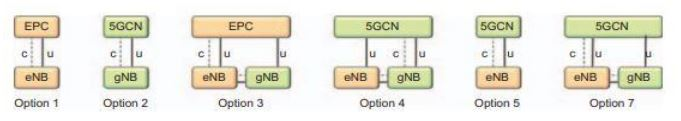 EPC 5GCN EPC 5GCN 5GCN 5GCN
c u c u c u u u c u c u c u u
eNB gNB eNB gNB eNB gNB eNB eNB gNB
Option 1 Option 2 Option 3 Option 4 Option 5 Option 7